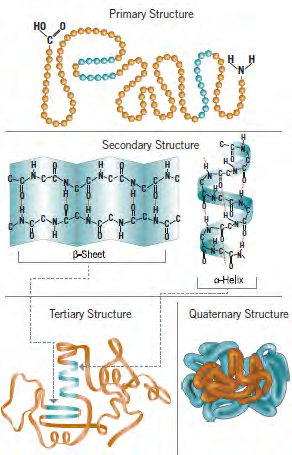 Primary Structure
HO O
C
H H
N
Secondary Structure
β-Sheet
α-Helix
Tertiary Structure
Quaternary Structure